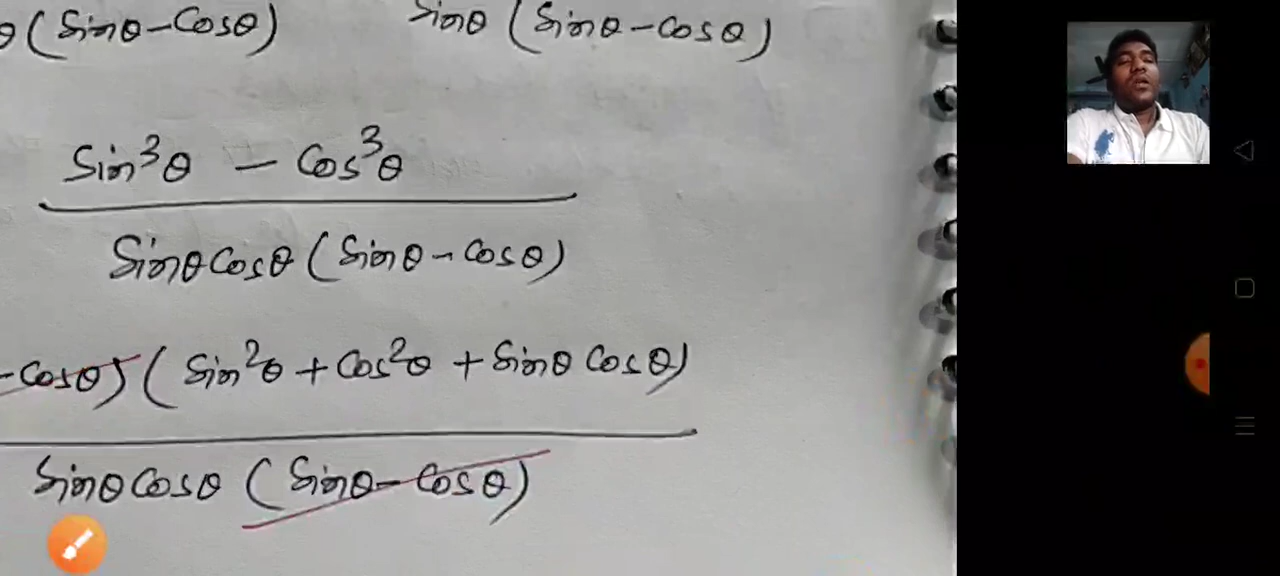 θ (Sinθ-Cosθ) Sinθ (Sinθ-Cosθ)
Sin³θ - Cos³θ
Sinθ Cosθ (Sinθ-Cosθ)
-Cosθ) (Sin²θ + Cos²θ + Sinθ Cosθ)
Sinθ Cosθ (Sinθ-Cosθ)